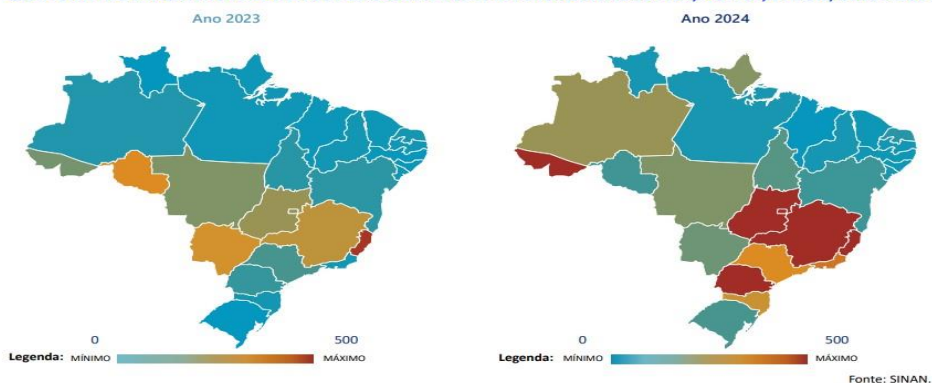 Ano 2023
Ano 2024
0 500
Legenda: MÍNIMO MÁXIMO
0 500
Legenda: MÍNIMO MÁXIMO
Fonte: SINAN.